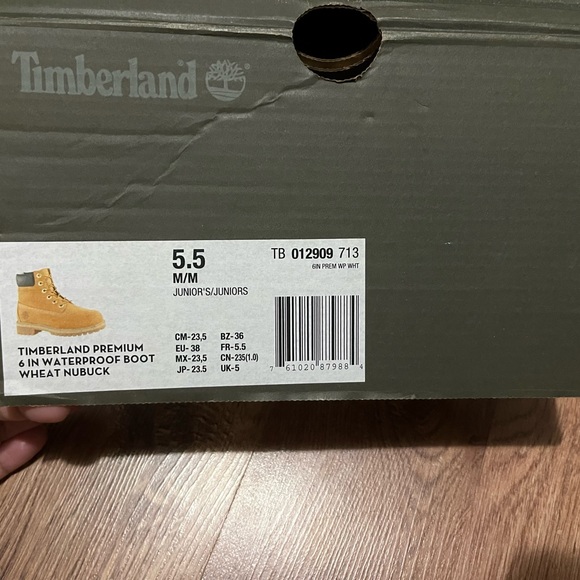 Timberland
5.5
M/M
JUNIOR'S/JUNIORS
TB 012909 713
6IN PREM WP WHT
TIMBERLAND PREMIUM
6 IN WATERPROOF BOOT
WHEAT NUBUCK
CM-23,5 BZ-36
EU-38 FR-5.5
MX-23,5 CN-235(1.0)
JP-23.5 UK-5
7 61020 87988 4